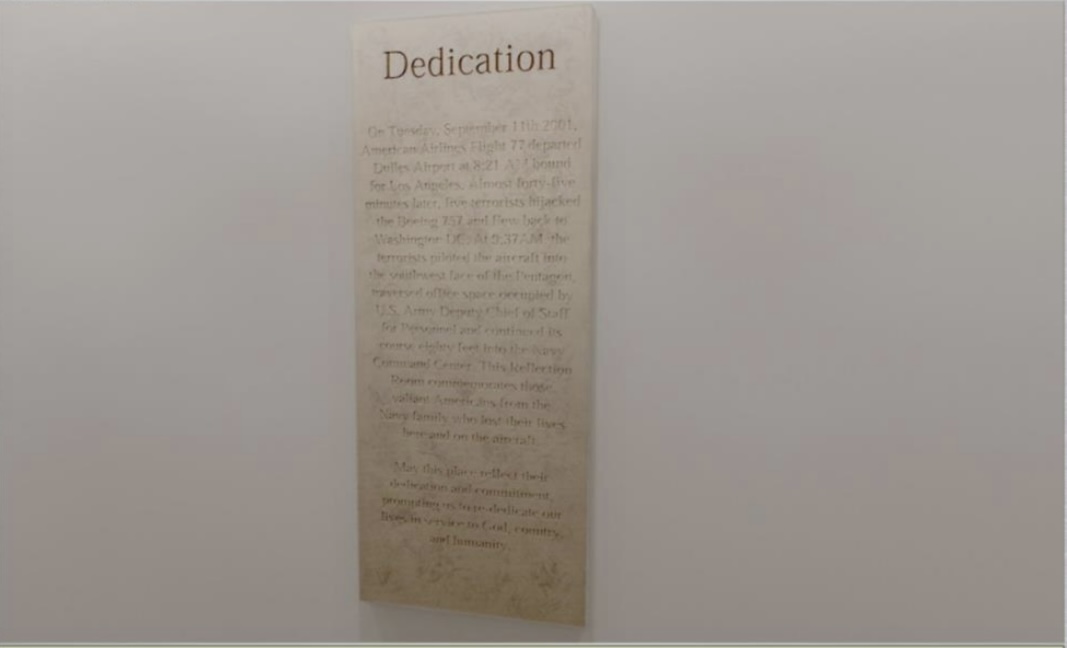 Dedication
On Tuesday, September 11th 2001,
American Airlines Flight 77 departed
Dulles Airport at 8:21 AM bound
for Los Angeles. Almost forty-five
minutes later, five terrorists hijacked
the Boeing 757 and flew back to
Washington DC. At 9:37AM the
terrorists piloted the aircraft into
the southwest face of the Pentagon,
traversed office space occupied by
U.S. Army Deputy Chief of Staff
for Personnel and continued its
course eighty feet into the Navy
Command Center. This Reflection
Room commemorates those
valiant Americans from the
Navy family who lost their lives
here and on the aircraft.
May this place reflect their
dedication and commitment,
prompting us to re-dedicate our
lives in service to God, country,
and humanity.